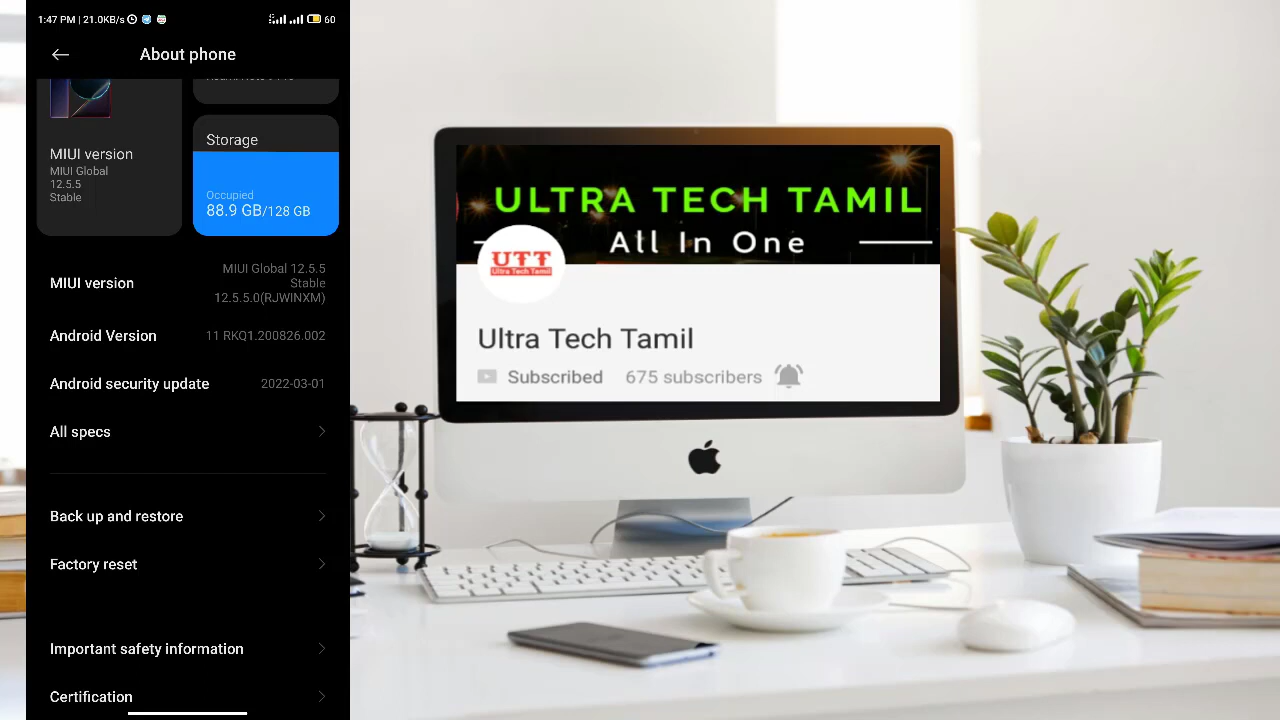 1:47 PM | 21.0KB/s
60
About phone
MIUI version
MIUI Global
12.5.5
Stable
Storage
Occupied
88.9 GB/128 GB
MIUI version
MIUI Global 12.5.5
Stable
12.5.5.0(RJWINXM)
Android Version
11 RKQ1.200826.002
Android security update
2022-03-01
All specs
Back up and restore
Factory reset
Important safety information
Certification
ULTRA TECH TAMIL
All In One
UTT
Ultra Tech Tamil
Ultra Tech Tamil
Subscribed
675 subscribers